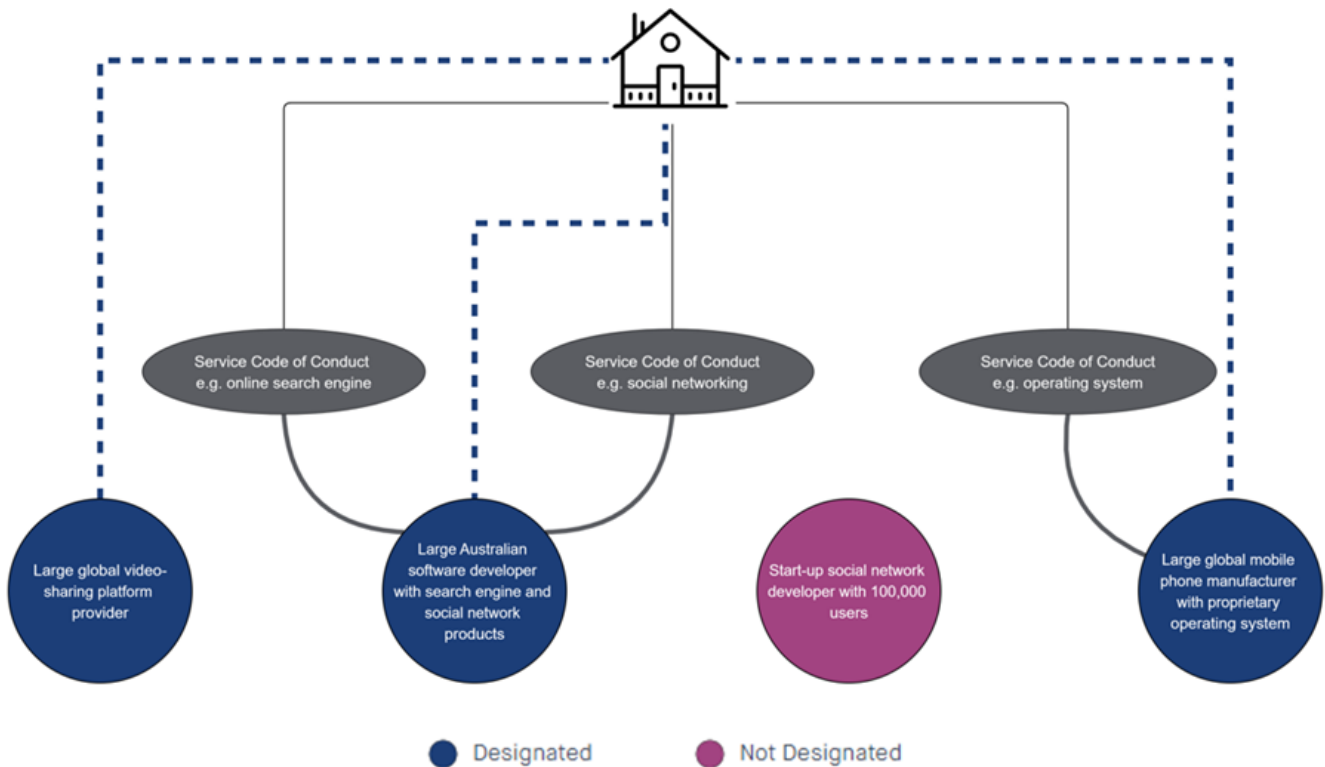 Service Code of Conduct
e.g. online search engine
Service Code of Conduct
e.g. social networking
Service Code of Conduct
e.g. operating system
Large global video-
sharing platform
provider
Large Australian
software developer
with search engine and
social network
products
Start-up social network
developer with 100,000
users
Large global mobile
phone manufacturer
with proprietary
operating system
Designated
Not Designated